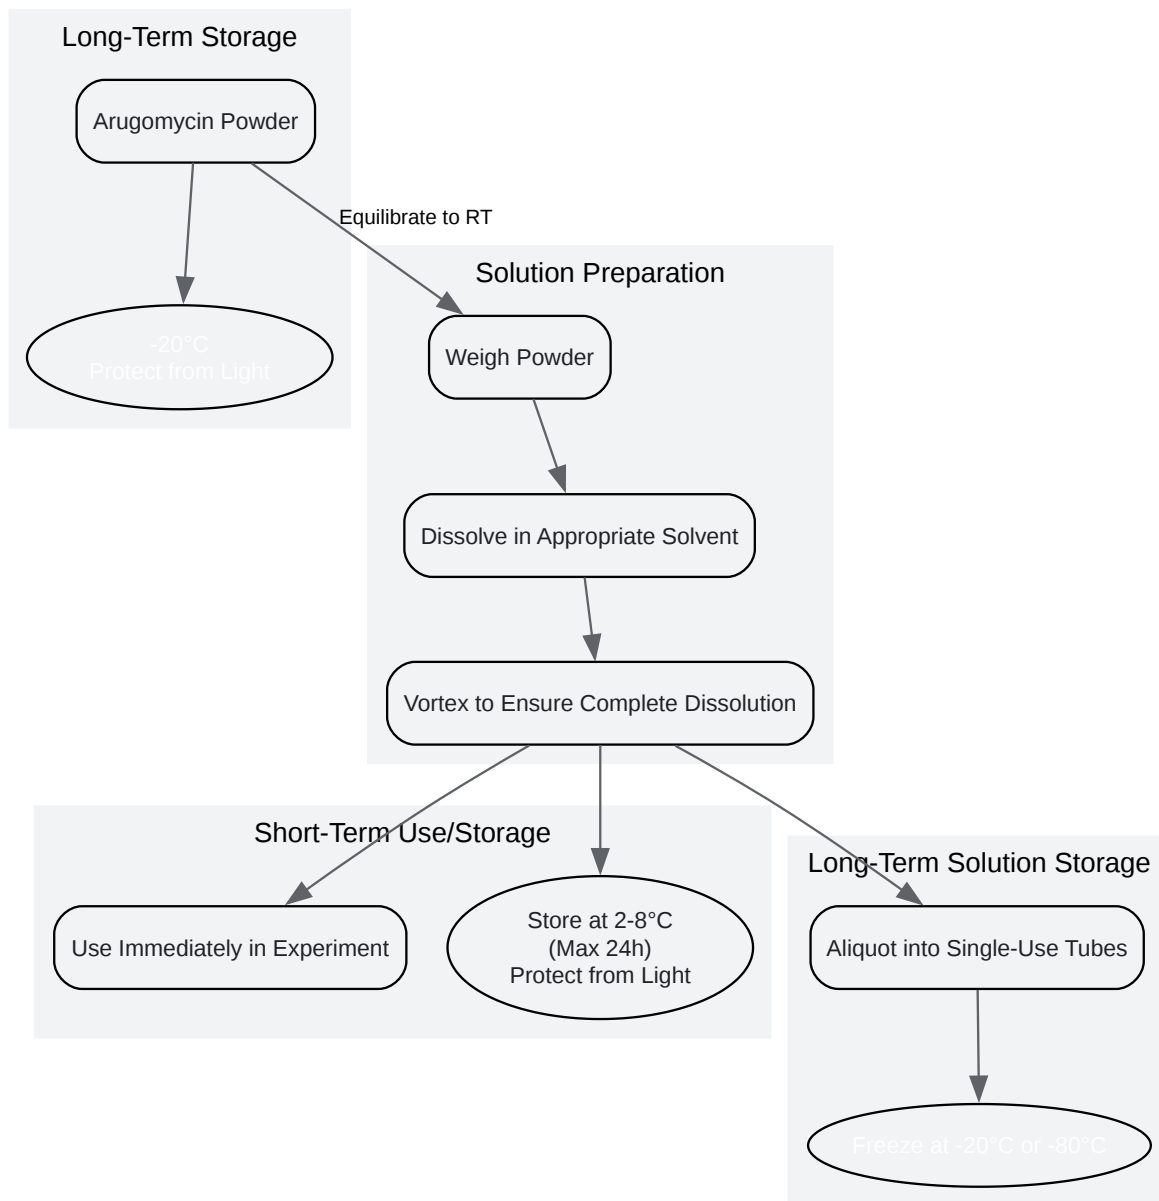 Long-Term Storage
Arugomycin Powder
Equilibrate to RT
-20°C
Protect from Light
Solution Preparation
Weigh Powder
Dissolve in Appropriate Solvent
Vortex to Ensure Complete Dissolution
Short-Term Use/Storage
Use Immediately in Experiment
Store at 2-8°C
(Max 24h)
Protect from Light
Long-Term Solution Storage
Aliquot into Single-Use Tubes
Freeze at -20°C or -80°C